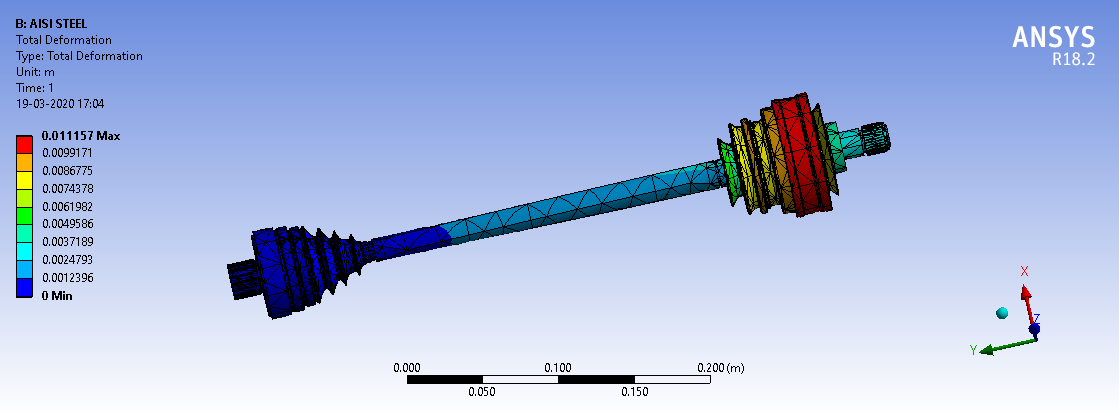 B: AISI STEEL
Total Deformation
Type: Total Deformation
Unit: m
Time: 1
19-03-2020 17:04
0.011157 Max
0.0099171
0.0086775
0.0074378
0.0061982
0.0049586
0.0037189
0.0024793
0.0012396
0 Min
ANSYS
R18.2
X
Z
Y
0.000 0.100 0.200 (m)
0.050 0.150